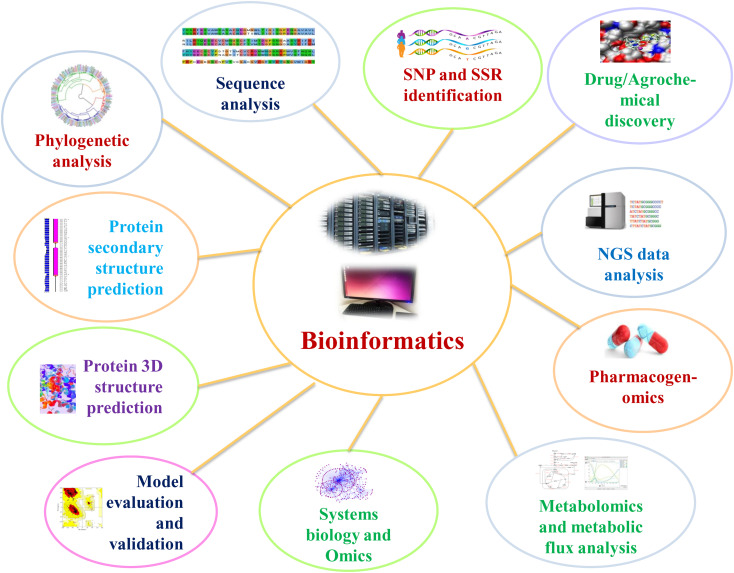 Sequence
analysis
SNP and SSR
identification
Drug/Agroche-
mical
discovery
Phylogenetic
analysis
Protein
secondary
structure
prediction
NGS data
analysis
Bioinformatics
Protein 3D
structure
prediction
Pharmacogen-
omics
Model
evaluation
and
validation
Systems
biology and
Omics
Metabolomics
and metabolic
flux analysis